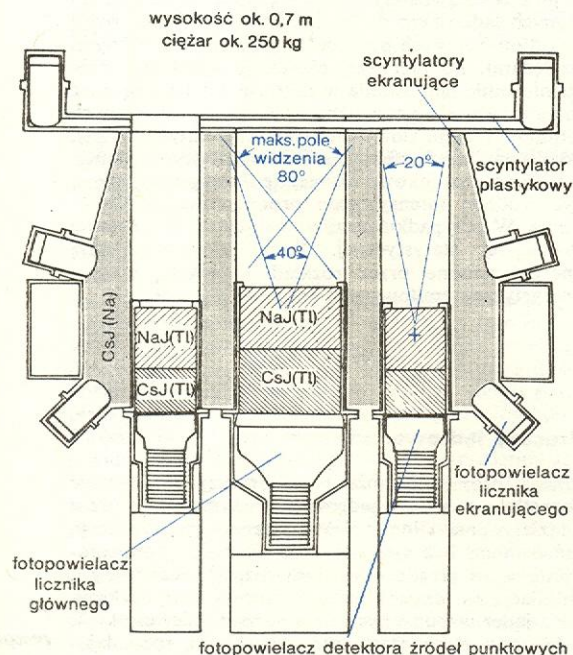 wysokość ok. 0,7 m
ciężar ok. 250 kg
scyntylatory
ekranujące
maks. pole
widzenia
80°
20°
scyntylator
plastykowy
40°
CsJ (Na)
NaJ(Tl)
NaJ(Tl)
CsJ(Tl)
CsJ(Tl)
fotopowielacz
licznika
ekranującego
fotopowielacz
licznika
głównego
fotopowielacz detektora źródeł punktowych